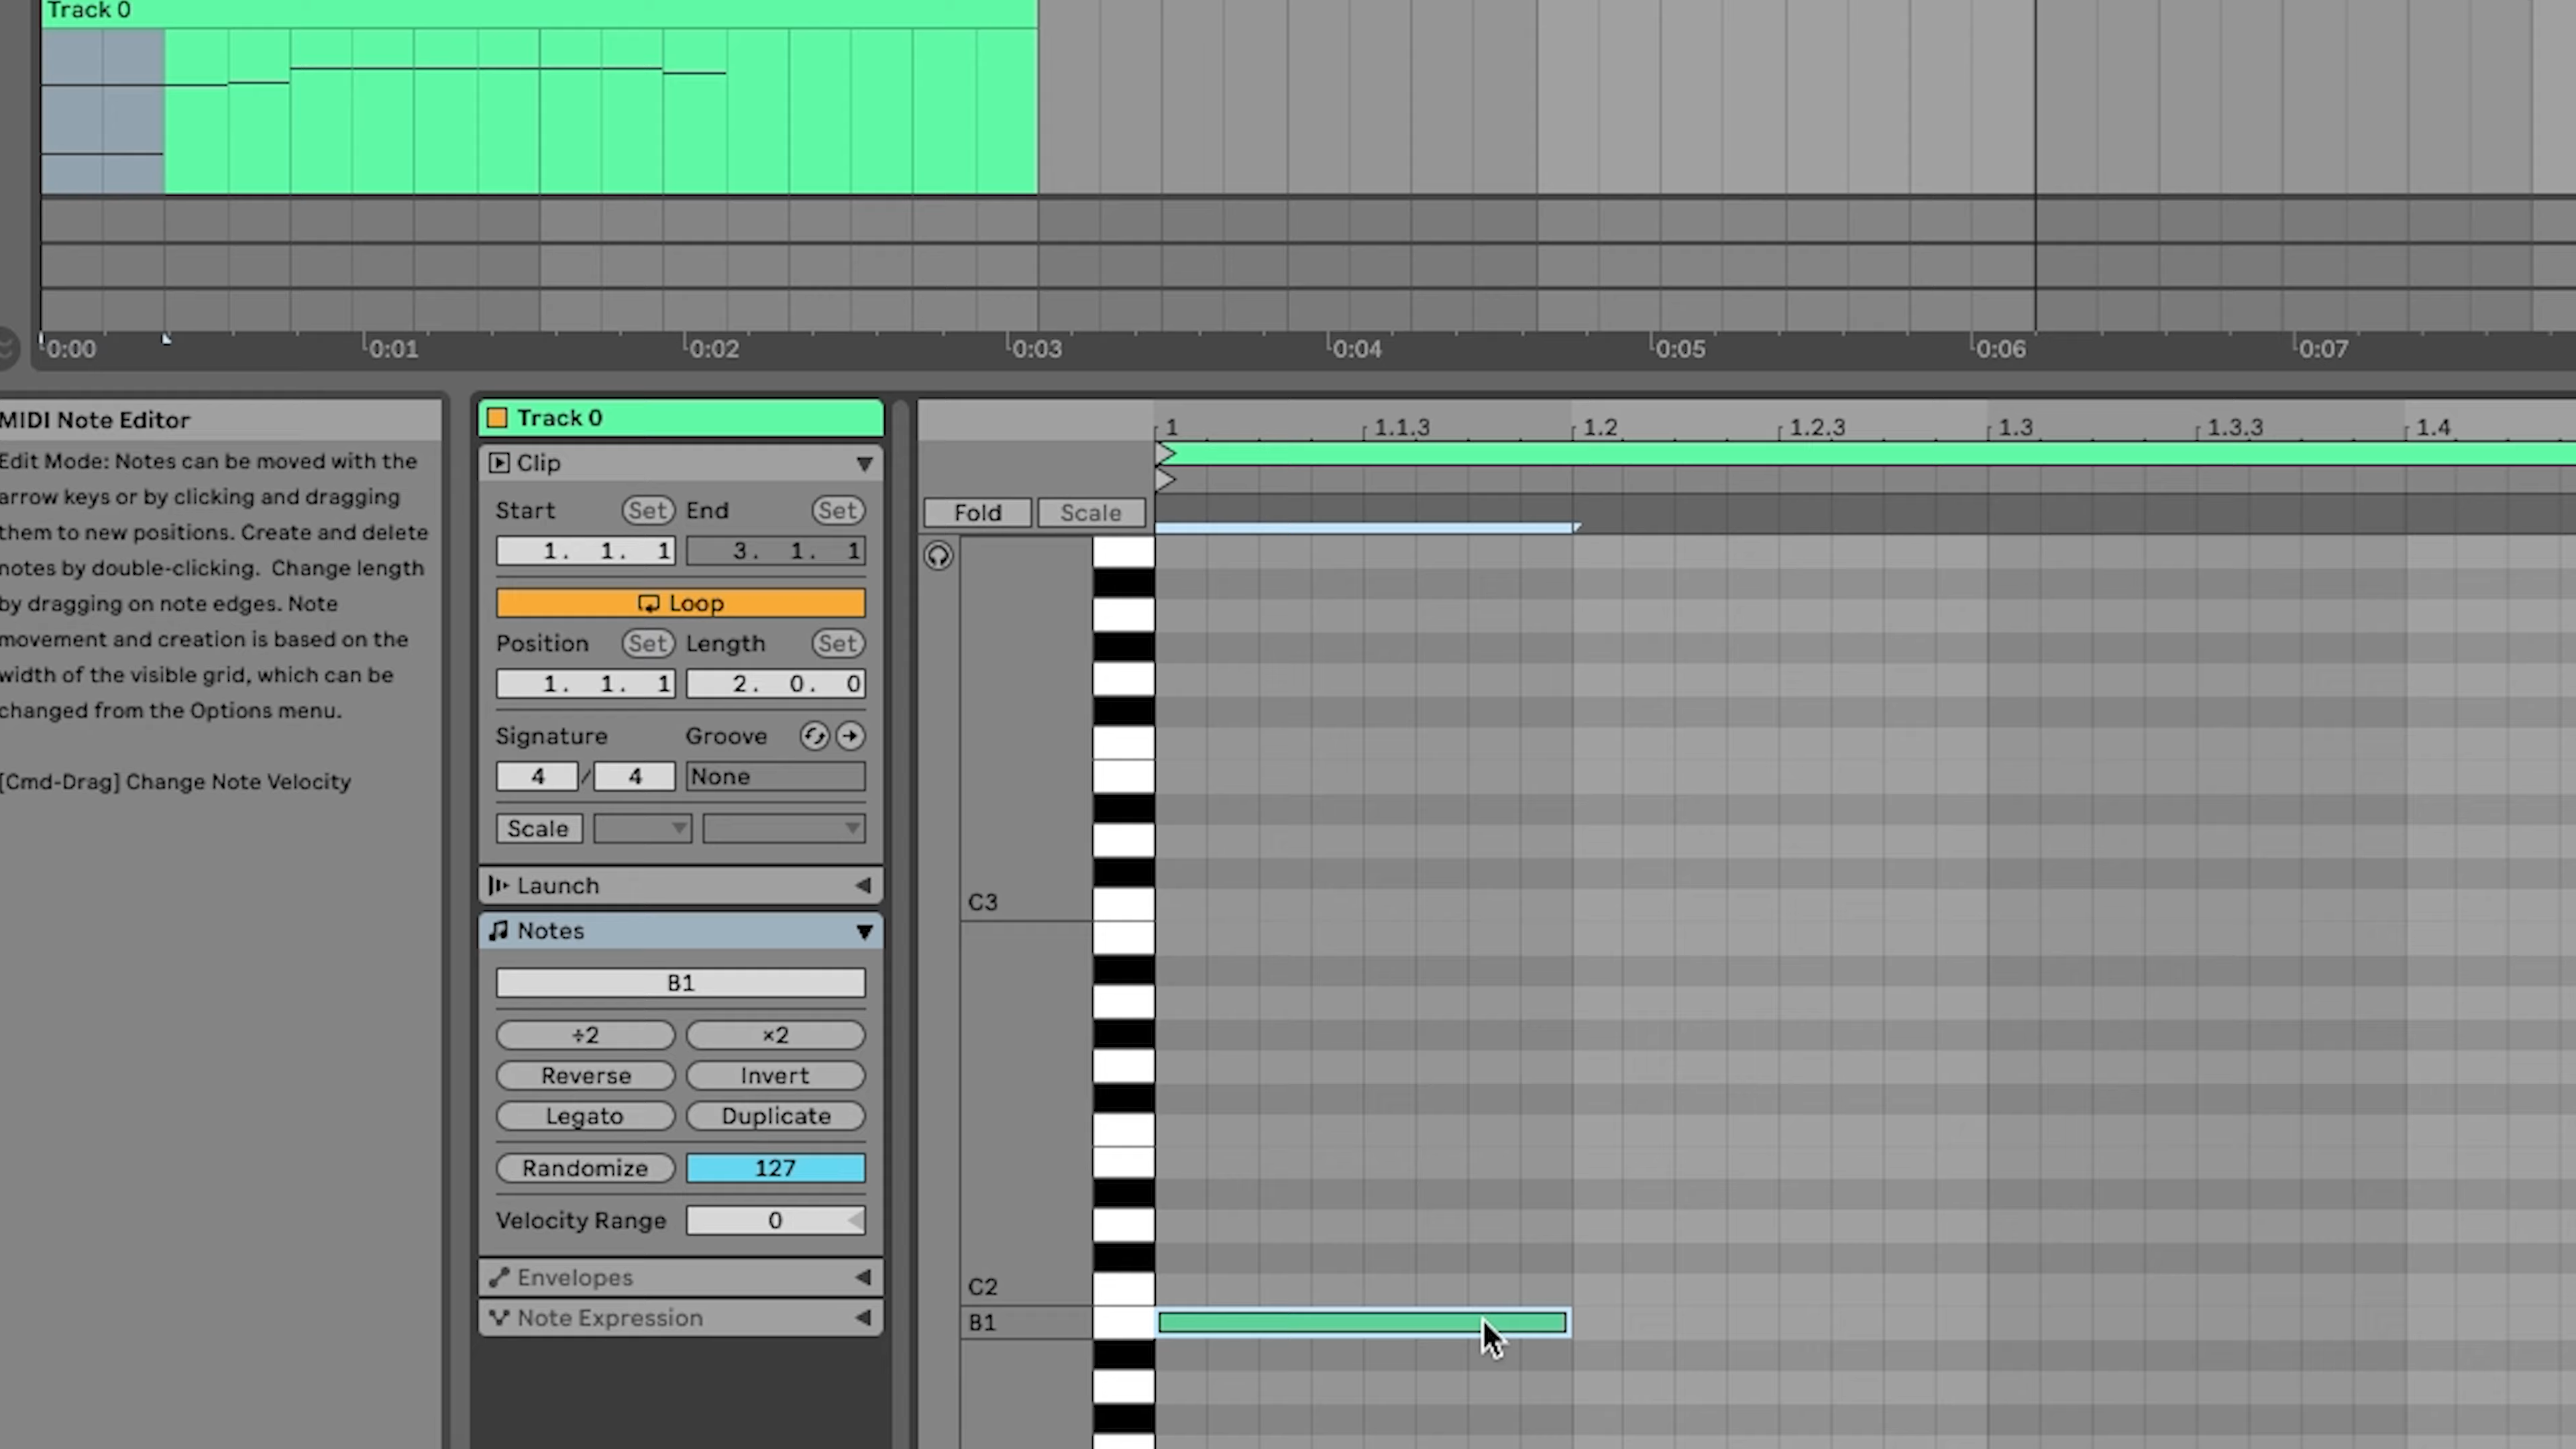 Track 0
0:00 0:01 0:02 0:03 0:04 0:05 0:06 0:07
MIDI Note Editor
Edit Mode: Notes can be moved with the
arrow keys or by clicking and dragging
them to new positions. Create and delete
notes by double-clicking. Change length
by dragging on note edges. Note
movement and creation is based on the
width of the visible grid, which can be
changed from the Options menu.
[Cmd-Drag] Change Note Velocity
Track 0
Clip
Start Set End Set
1. 1. 1 3. 1. 1
Loop
Position Set Length Set
1. 1. 1 2. 0. 0
Signature Groove
4 / 4 None
Scale
Launch
Notes
B1
÷2 ×2
Reverse Invert
Legato Duplicate
Randomize 127
Velocity Range 0
Envelopes
Note Expression
1 1.1.3 1.2 1.2.3 1.3 1.3.3 1.4
Fold Scale
C3
C2
B1